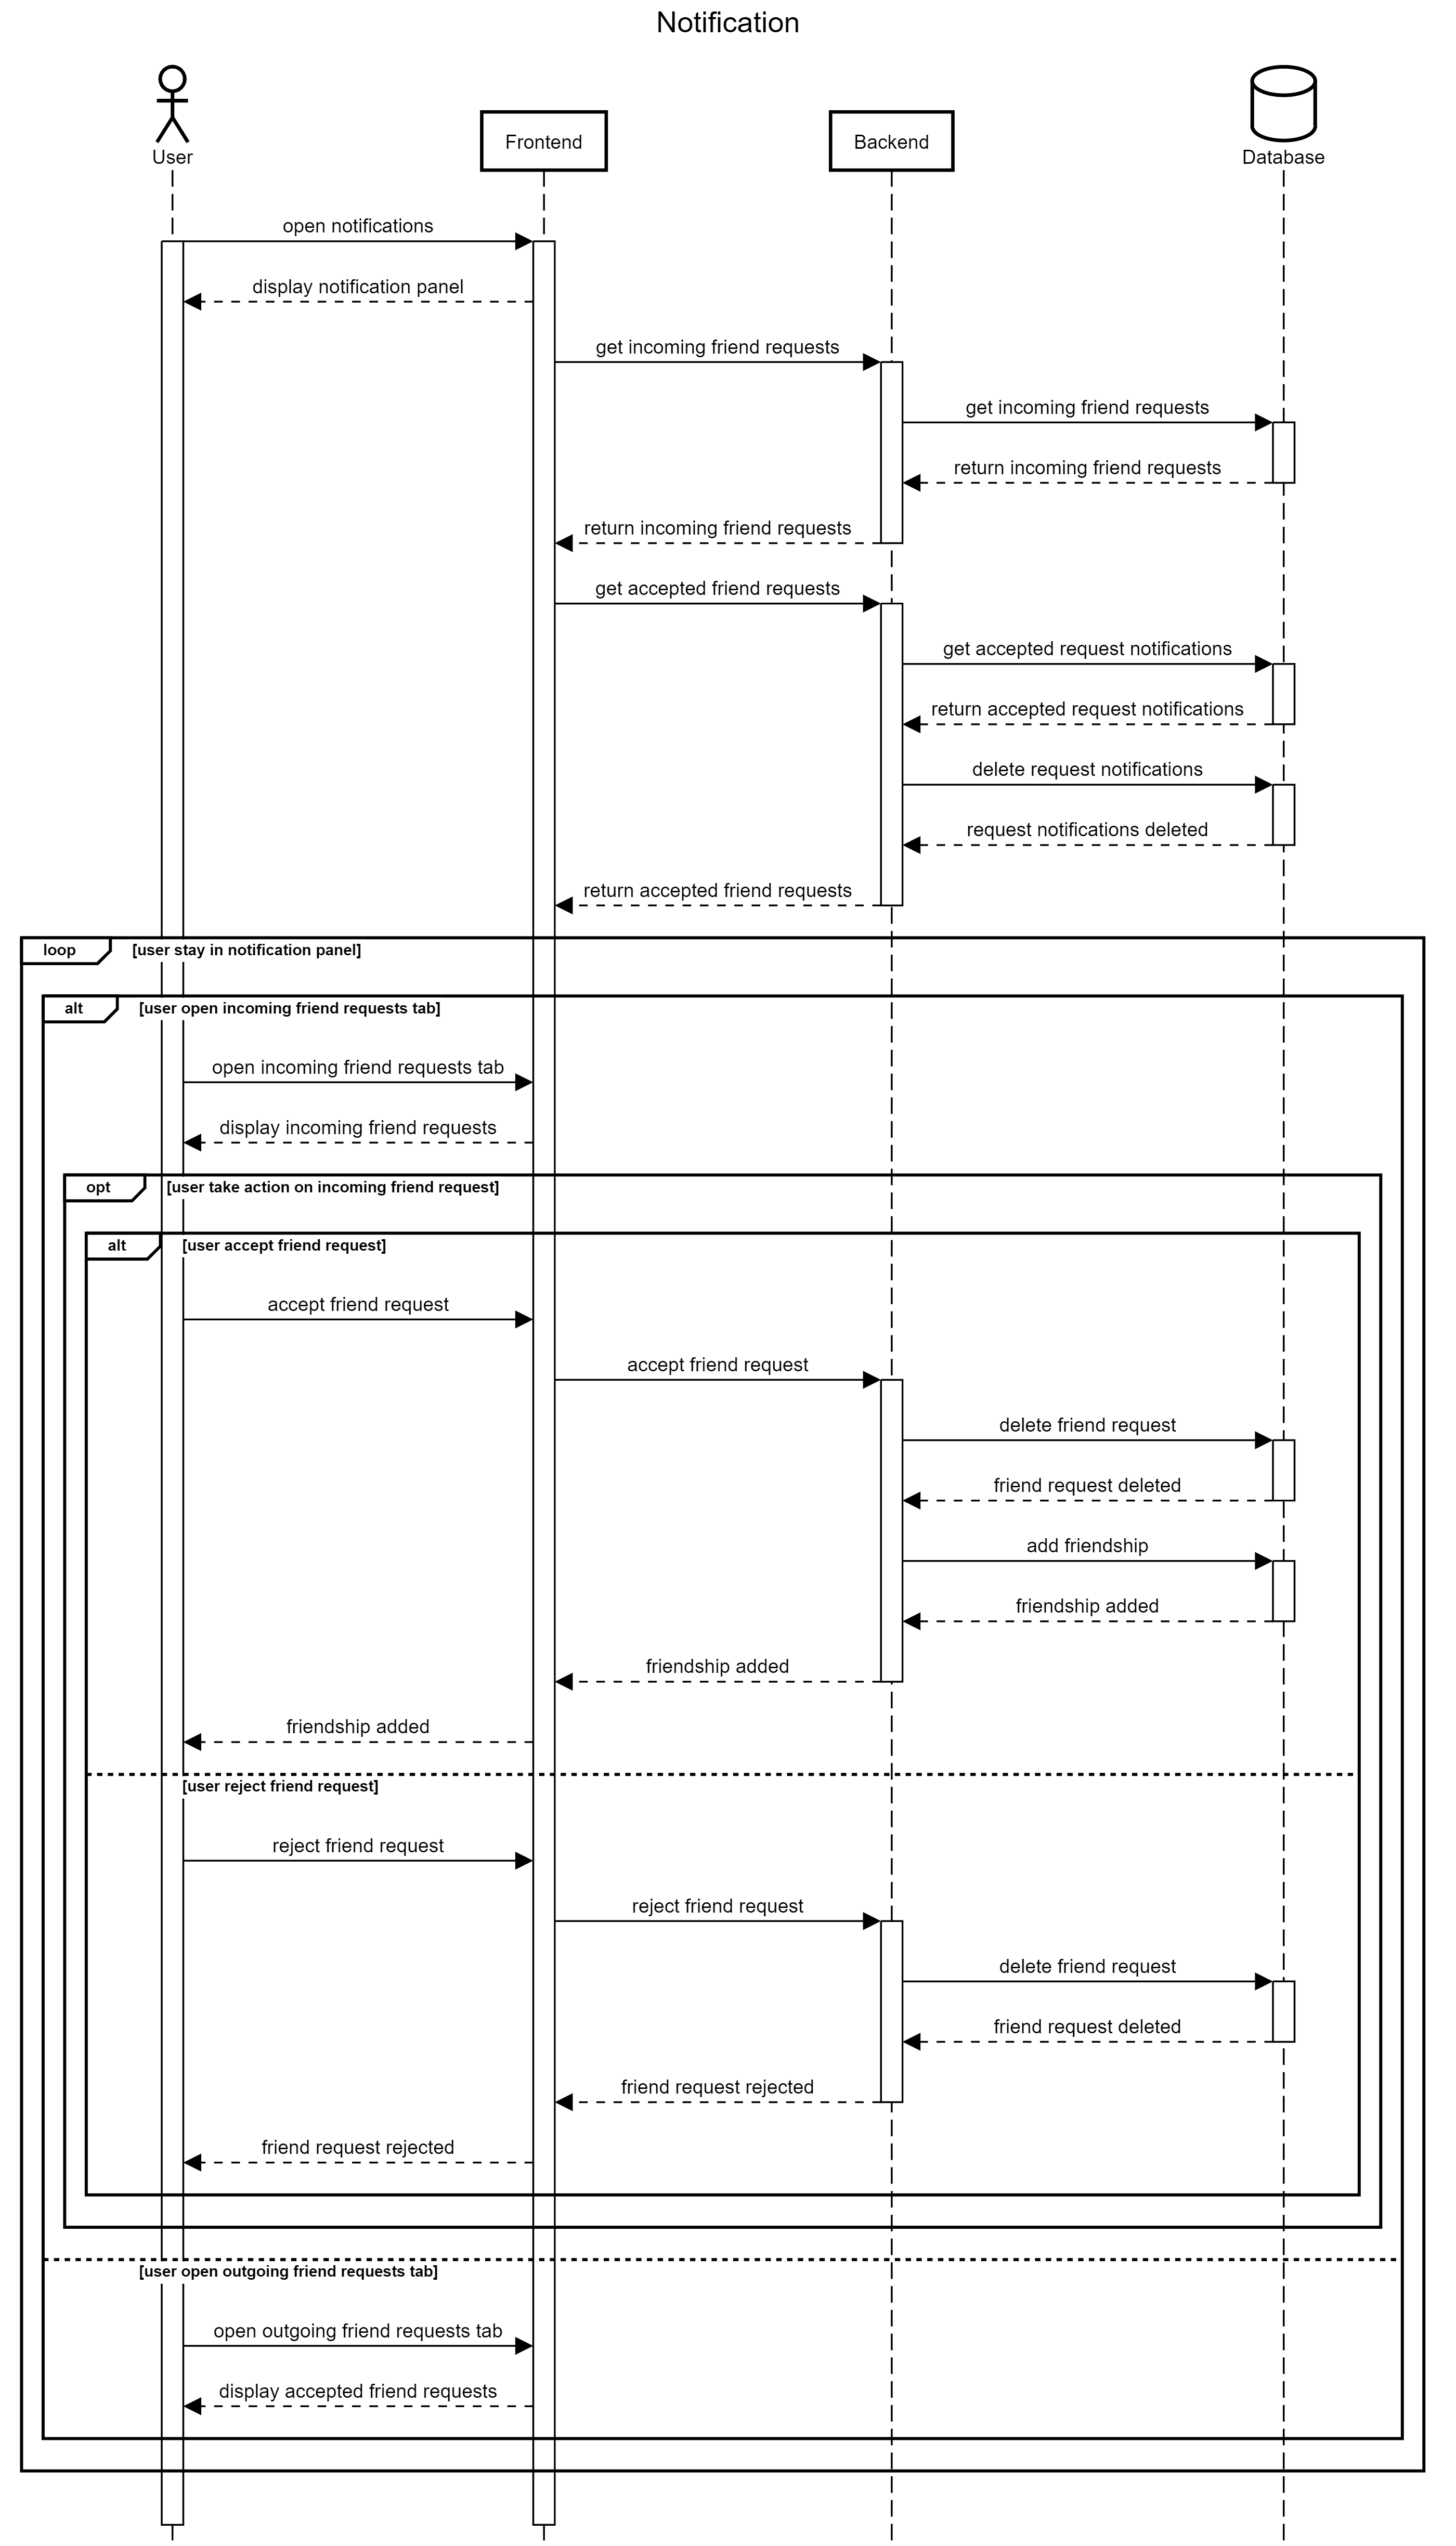 Notification
User
Frontend
Backend
Database
open notifications
display notification panel
get incoming friend requests
get incoming friend requests
return incoming friend requests
return incoming friend requests
get accepted friend requests
get accepted request notifications
return accepted request notifications
delete request notifications
request notifications deleted
return accepted friend requests
loop [user stay in notification panel]
alt [user open incoming friend requests tab]
open incoming friend requests tab
display incoming friend requests
opt [user take action on incoming friend request]
alt [user accept friend request]
accept friend request
accept friend request
delete friend request
friend request deleted
add friendship
friendship added
friendship added
friendship added
[user reject friend request]
reject friend request
reject friend request
delete friend request
friend request deleted
friend request rejected
friend request rejected
[user open outgoing friend requests tab]
open outgoing friend requests tab
display accepted friend requests